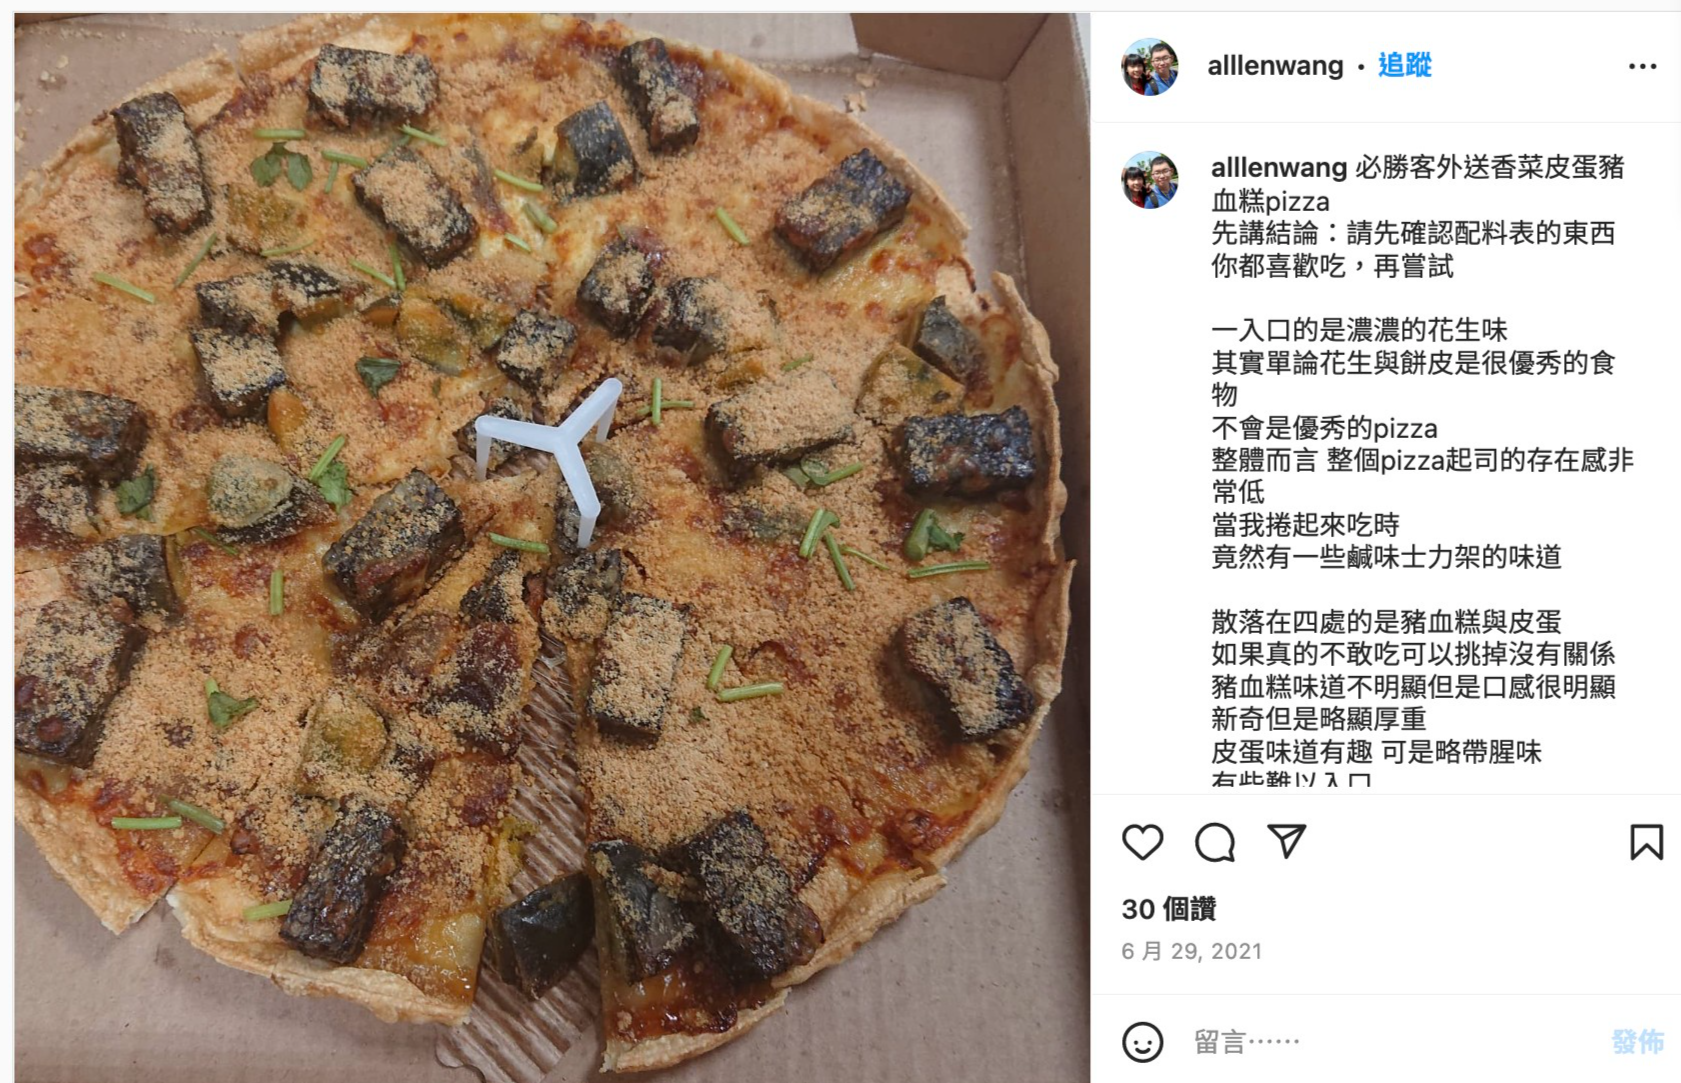 alllenwang • 追蹤
alllenwang 必勝客外送香菜皮蛋豬
血糕pizza
先講結論：請先確認配料表的東西
你都喜歡吃，再嘗試
一入口的是濃濃的花生味
其實單論花生與餅皮是很優秀的食
物
不會是優秀的pizza
整體而言 整個pizza起司的存在感非
常低
當我捲起來吃時
竟然有一些鹹味士力架的味道
散落在四處的是豬血糕與皮蛋
如果真的不敢吃可以挑掉沒有關係
豬血糕味道不明顯但是口感很明顯
新奇但是略顯厚重
皮蛋味道有趣 可是略帶腥味
有些難以入口
30 個讚
6 月 29, 2021
留言⋯⋯
發佈